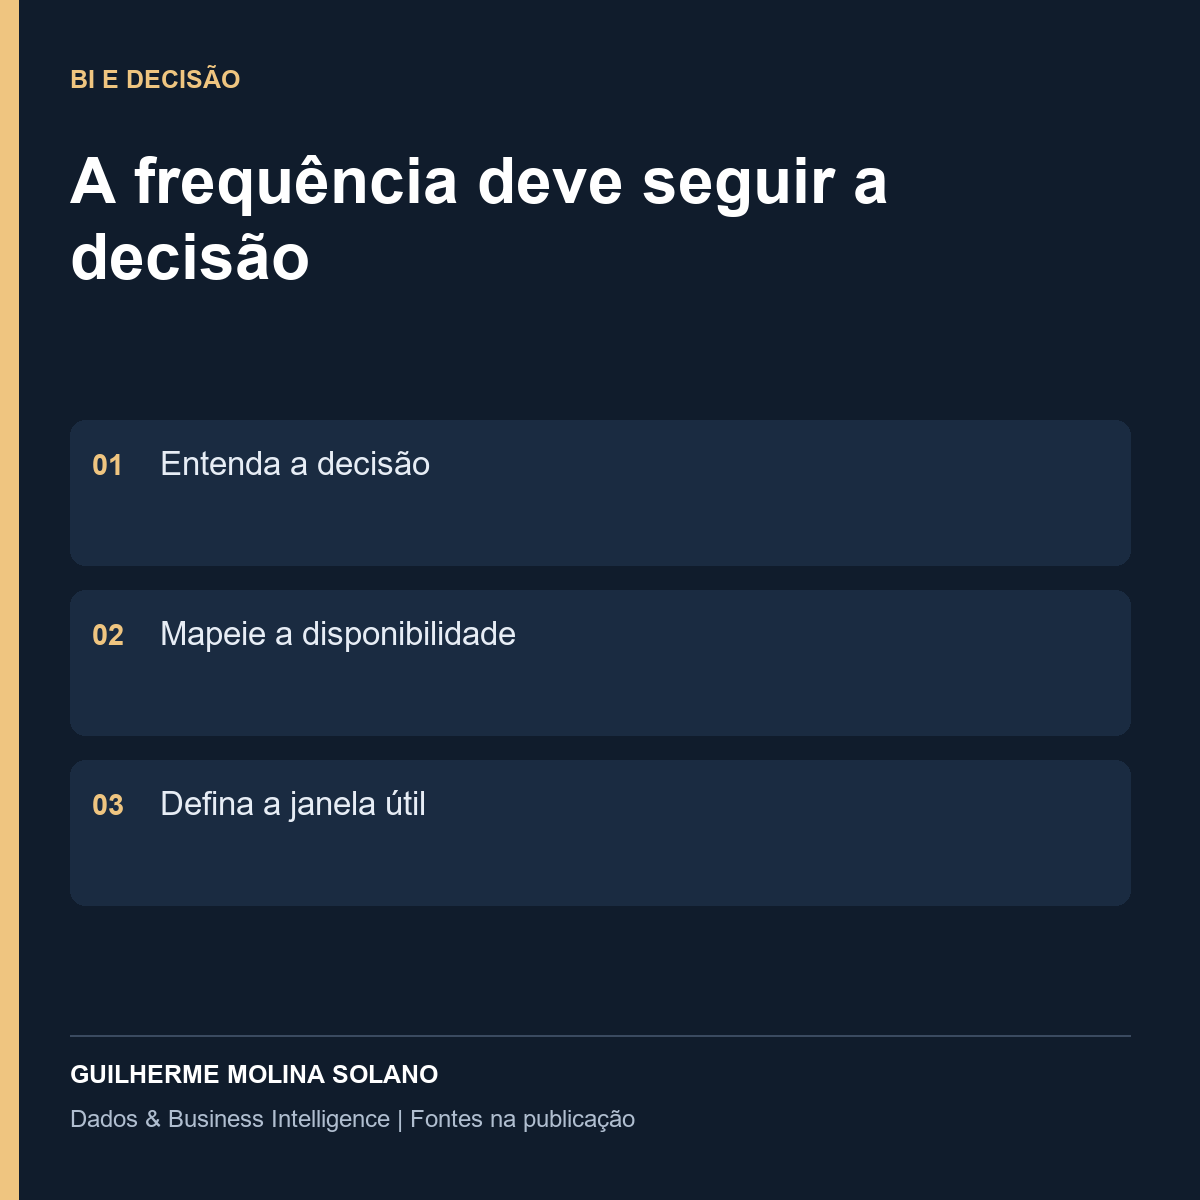 BI E DECISÃO
A frequência deve seguir a
decisão
01 Entenda a decisão
02 Mapeie a disponibilidade
03 Defina a janela útil
GUILHERME MOLINA SOLANO
Dados & Business Intelligence | Fontes na publicação